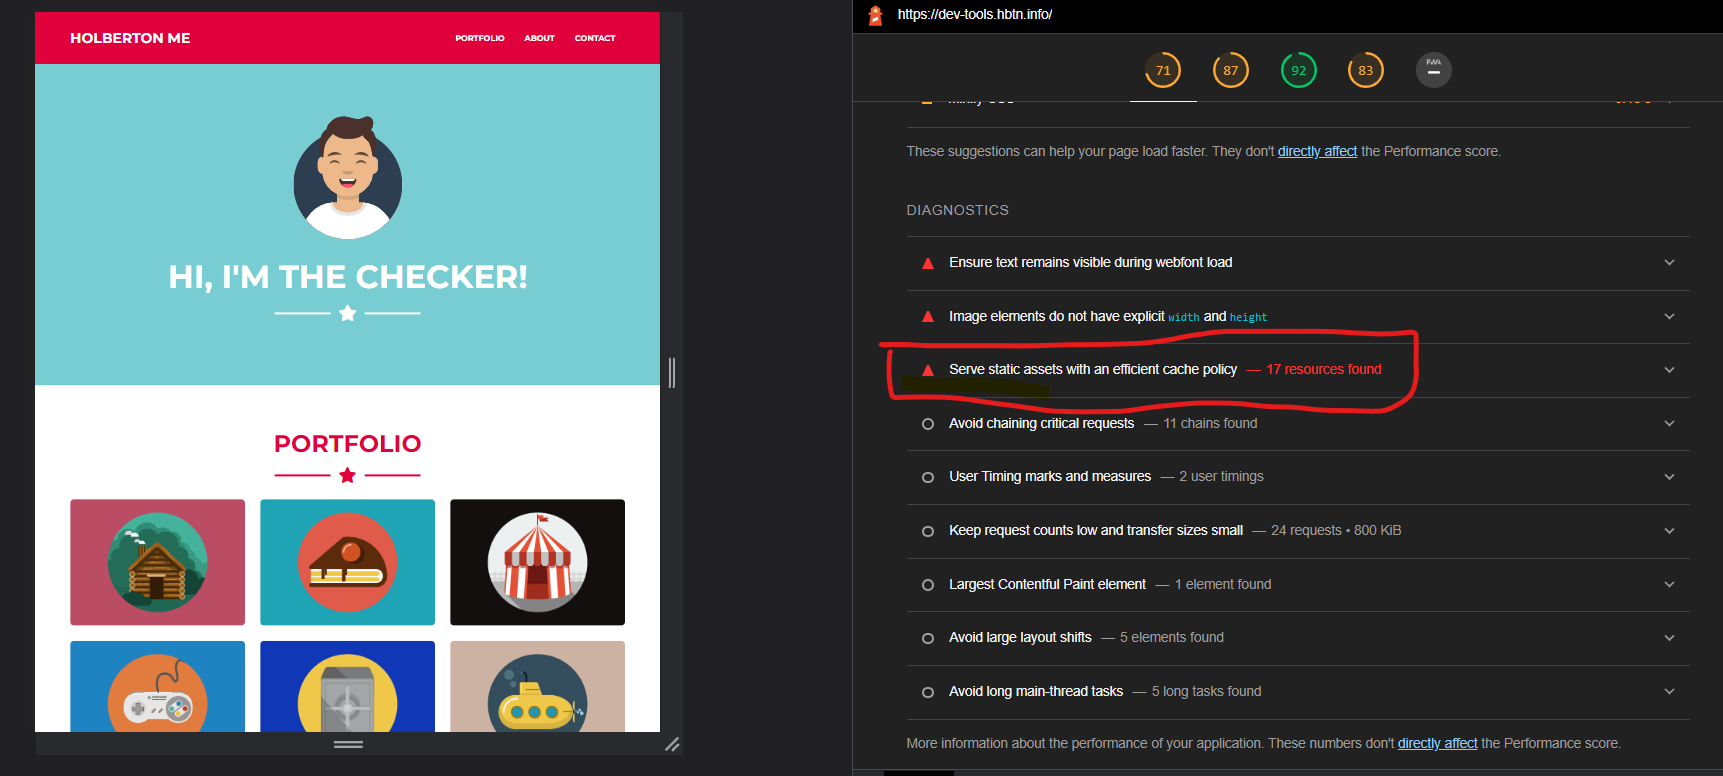 HOLBERTON ME
PORTFOLIO ABOUT CONTACT
HI, I'M THE CHECKER!
PORTFOLIO
https://dev-tools.hbtn.info/
71 87 92 83 PWA
These suggestions can help your page load faster. They don't directly affect the Performance score.
DIAGNOSTICS
Ensure text remains visible during webfont load
Image elements do not have explicit width and height
Serve static assets with an efficient cache policy — 17 resources found
Avoid chaining critical requests — 11 chains found
User Timing marks and measures — 2 user timings
Keep request counts low and transfer sizes small — 24 requests • 800 KiB
Largest Contentful Paint element — 1 element found
Avoid large layout shifts — 5 elements found
Avoid long main-thread tasks — 5 long tasks found
More information about the performance of your application. These numbers don't directly affect the Performance score.